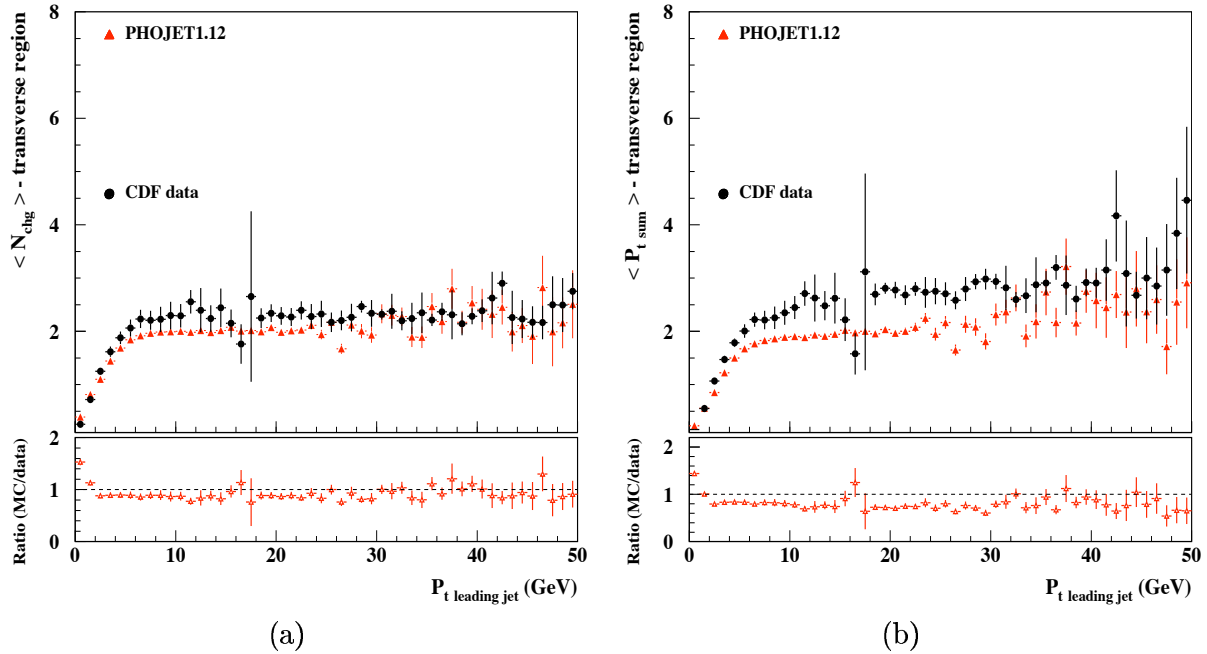 < N_chg > - transverse region
8
6
4
2
PHOJET1.12
CDF data
Ratio (MC/data)
2
1
0
0 10 20 30 40 50
P_t leading jet (GeV)
(a)
< P_t sum > - transverse region
8
6
4
2
PHOJET1.12
CDF data
Ratio (MC/data)
2
1
0
0 10 20 30 40 50
P_t leading jet (GeV)
(b)